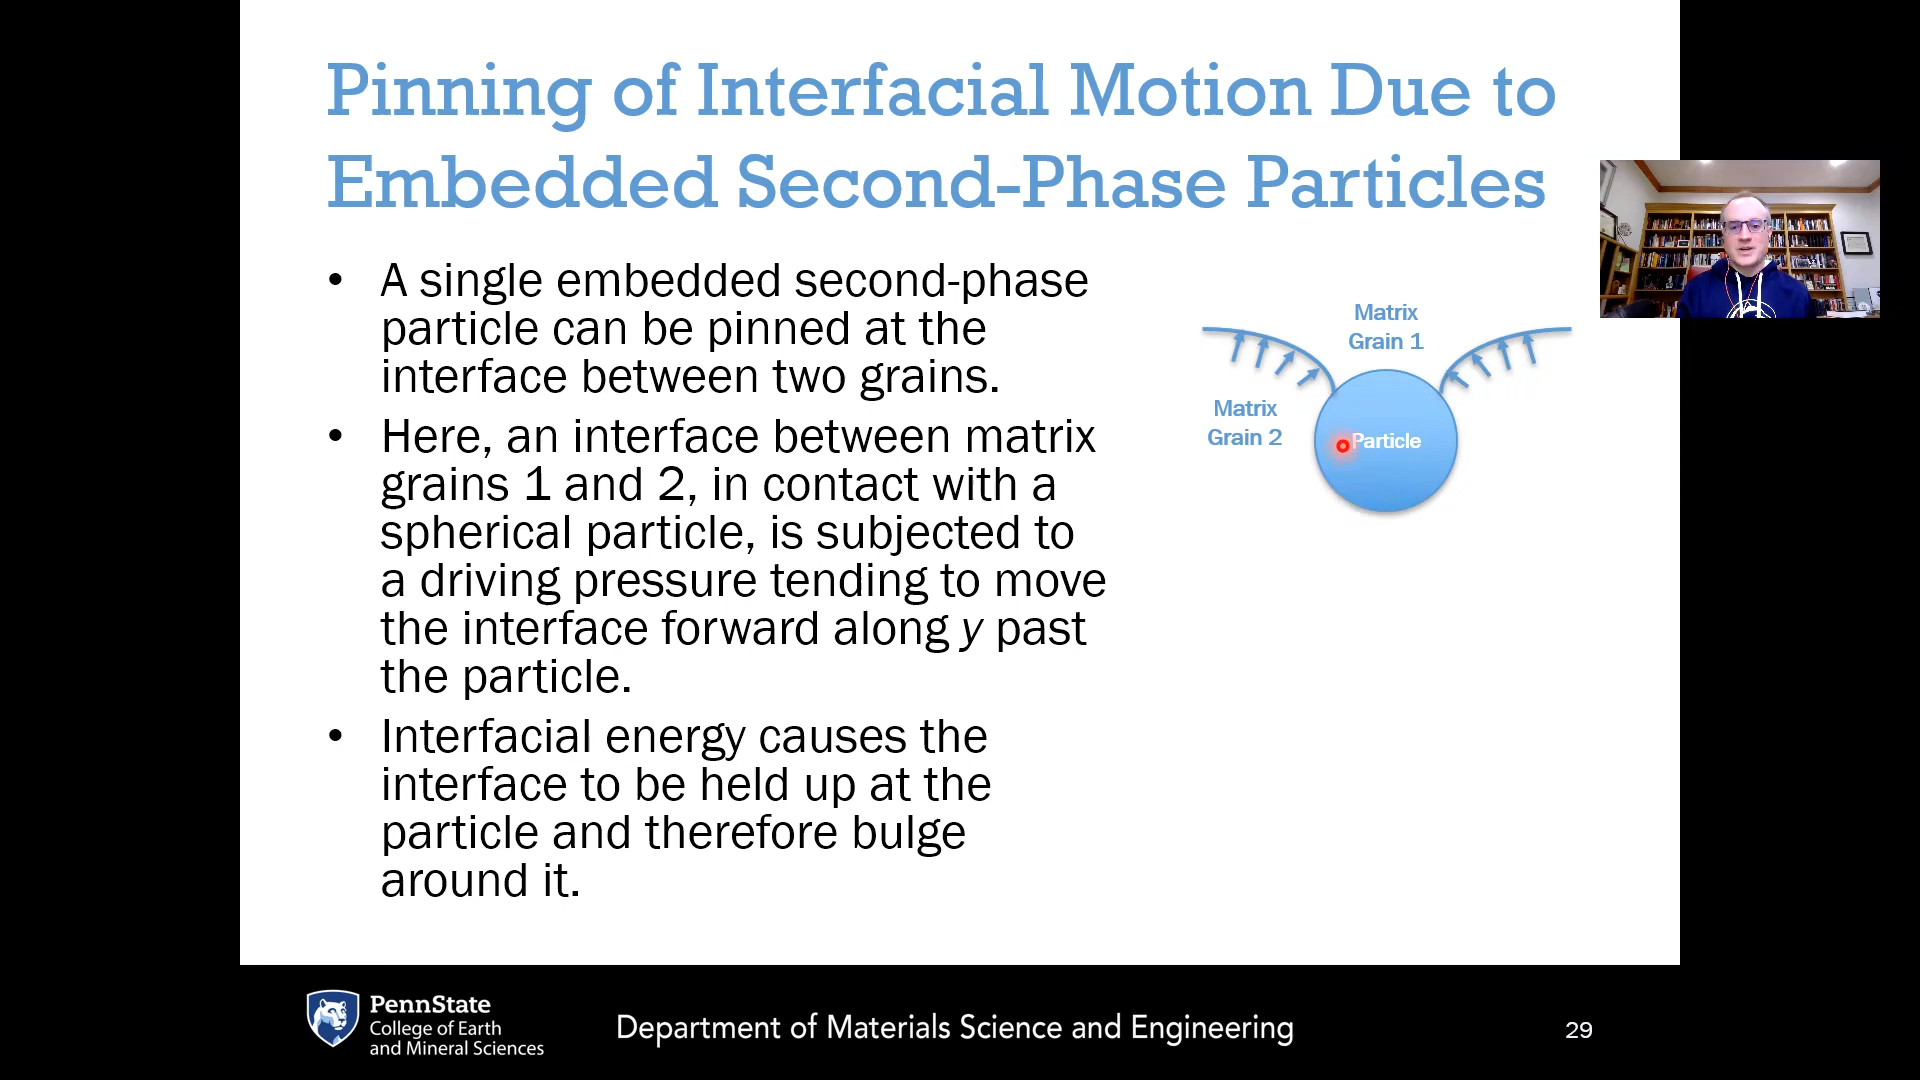 Pinning of Interfacial Motion Due to
Embedded Second-Phase Particles
• A single embedded second-phase
particle can be pinned at the
interface between two grains.
• Here, an interface between matrix
grains 1 and 2, in contact with a
spherical particle, is subjected to
a driving pressure tending to move
the interface forward along y past
the particle.
• Interfacial energy causes the
interface to be held up at the
particle and therefore bulge
around it.
Matrix
Grain 1
Matrix
Grain 2
Particle
PennState
College of Earth
and Mineral Sciences
Department of Materials Science and Engineering
29